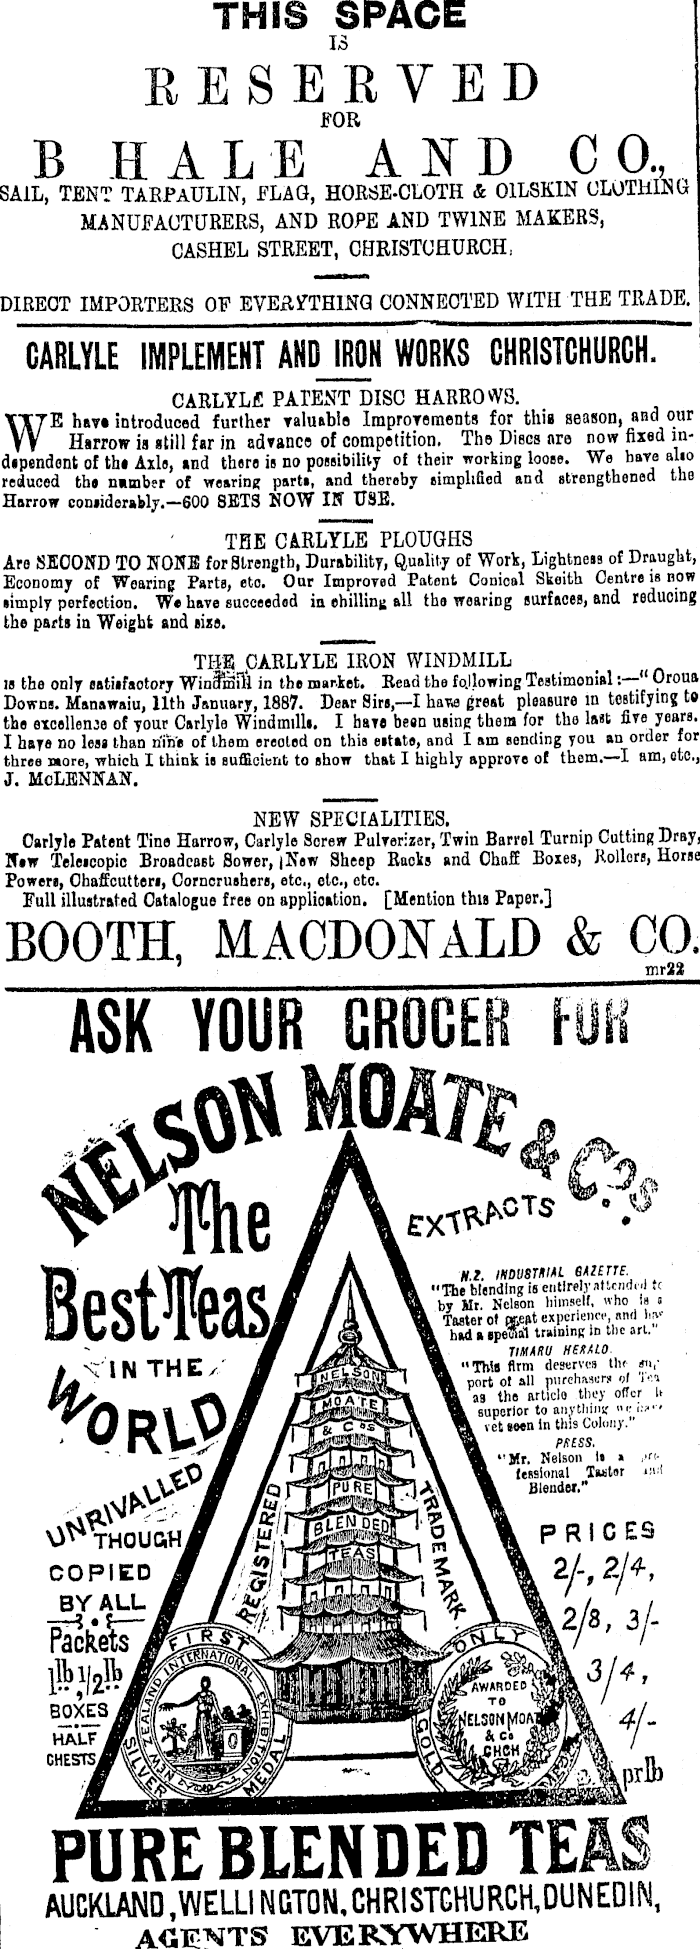 THIS SPACE
IS
RESERVED
FOR
B HALE AND CO.,
SAIL, TENT TARPAULIN, FLAG, HORSE-CLOTH & OILSKIN CLOTHING
MANUFACTURERS, AND ROPE AND TWINE MAKERS,
CASHEL STREET, CHRISTCHURCH.
DIRECT IMPORTERS OF EVERYTHING CONNECTED WITH THE TRADE.
CARLYLE IMPLEMENT AND IRON WORKS CHRISTCHURCH.
CARLYLE PATENT DISC HARROWS.
WE have introduced further valuable Improvements for this season, and our
Harrow is still far in advance of competition. The Discs are now fixed in-
dependent of the Axle, and there is no possibility of their working loose. We have also
reduced the number of wearing parts, and thereby simplified and strengthened the
Harrow considerably.—600 SETS NOW IN USE.
THE CARLYLE PLOUGHS
Are SECOND TO NONE for Strength, Durability, Quality of Work, Lightness of Draught,
Economy of Wearing Parts, etc. Our Improved Patent Conical Skeith Centre is now
simply perfection. We have succeeded in chilling all the wearing surfaces, and reducing
the parts in Weight and size.
THE CARLYLE IRON WINDMILL
is the only satisfactory Windmill in the market. Read the following Testimonial:—"Oroua
Downs. Manawaiu, 11th January, 1887. Dear Sirs,—I have great pleasure in testifying to
the excellence of your Carlyle Windmills. I have been using them for the last five years.
I have no less than nine of them erected on this estate, and I am sending you an order for
three more, which I think is sufficient to show that I highly approve of them.—I am, etc.,
J. McLENNAN.
NEW SPECIALITIES.
Carlyle Patent Tine Harrow, Carlyle Screw Pulverizer, Twin Barrel Turnip Cutting Dray,
New Telescopic Broadcast Sower, New Sheep Racks and Chaff Boxes, Rollers, Horse
Powers, Chaffcutters, Corncrushers, etc., etc., etc.
Full illustrated Catalogue free on application. [Mention this Paper.]
BOOTH, MACDONALD & CO.
mr22
ASK YOUR GROCER FOR
NELSON MOATE & Co's.
The
Best Teas
IN THE
WORLD
UNRIVALLED
THOUGH
COPIED
BY ALL
Packets
1lb, 1/2lb
BOXES
HALF
CHESTS
EXTRACTS
N.Z. INDUSTRIAL GAZETTE.
"The blending is entirely attended to
by Mr. Nelson himself, who is a
Taster of great experience, and has
had a special training in the art."
TIMARU HERALD.
"This firm deserves the sup-
port of all purchasers of Tea
as the article they offer is
superior to anything we have
yet seen in this Colony."
PRESS.
"Mr. Nelson is a pro-
fessional Taster and
Blender."
PRICES
2/-, 2/4,
2/8, 3/-
3/4,
4/-
prlb
NELSON
MOATE
& COS
PURE
BLENDED
TEAS
REGISTERED
TRADEMARK
FIRST
SILVER
MEDAL
NEW ZEALAND INTERNATIONAL EXHIBITION
1882
ONLY
GOLD
MEDAL
AWARDED
TO
NELSON MOATE
& Co
CHCH
PURE BLENDED TEAS
AUCKLAND, WELLINGTON, CHRISTCHURCH, DUNEDIN,
AGENTS EVERYWHERE